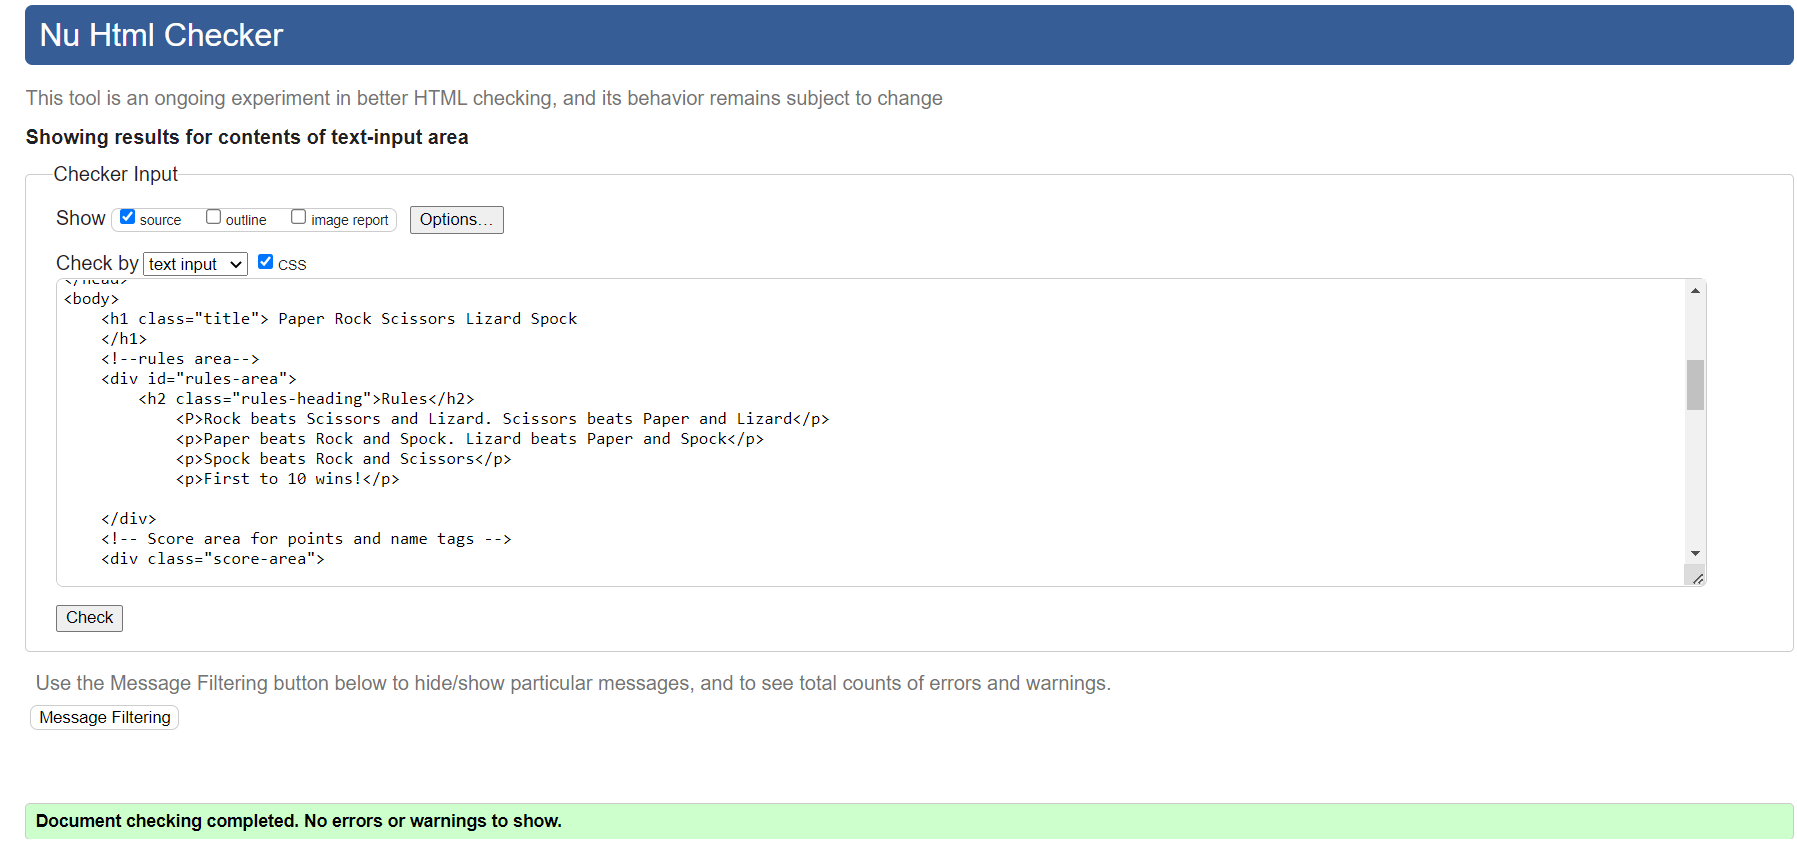 Nu Html Checker
This tool is an ongoing experiment in better HTML checking, and its behavior remains subject to change
Showing results for contents of text-input area
Checker Input
Show source outline image report Options...
Check by text input CSS
</head>
<body>
<h1 class="title"> Paper Rock Scissors Lizard Spock
</h1>
<!--rules area-->
<div id="rules-area">
<h2 class="rules-heading">Rules</h2>
<P>Rock beats Scissors and Lizard. Scissors beats Paper and Lizard</p>
<p>Paper beats Rock and Spock. Lizard beats Paper and Spock</p>
<p>Spock beats Rock and Scissors</p>
<p>First to 10 wins!</p>
</div>
<!-- Score area for points and name tags -->
<div class="score-area">
Check
Use the Message Filtering button below to hide/show particular messages, and to see total counts of errors and warnings.
Message Filtering
Document checking completed. No errors or warnings to show.